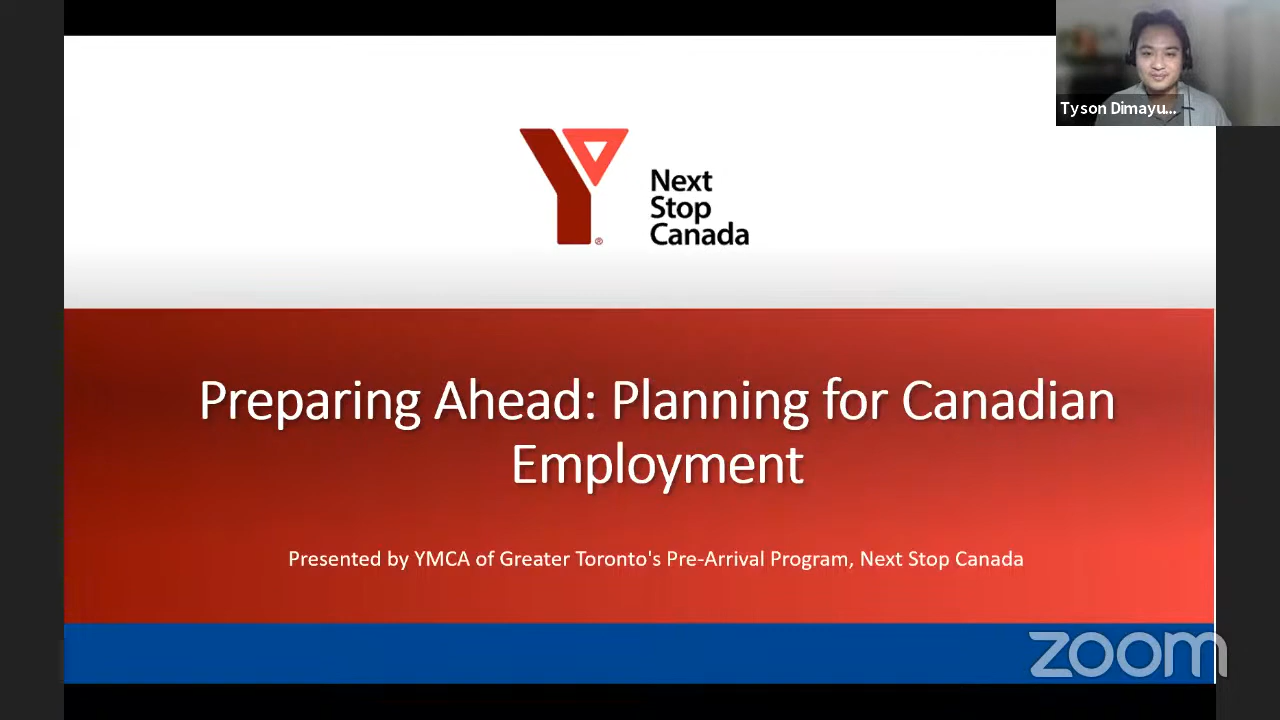 Tyson Dimayu...
Next
Stop
Canada
®
Preparing Ahead: Planning for Canadian
Employment
Presented by YMCA of Greater Toronto's Pre-Arrival Program, Next Stop Canada
zoom